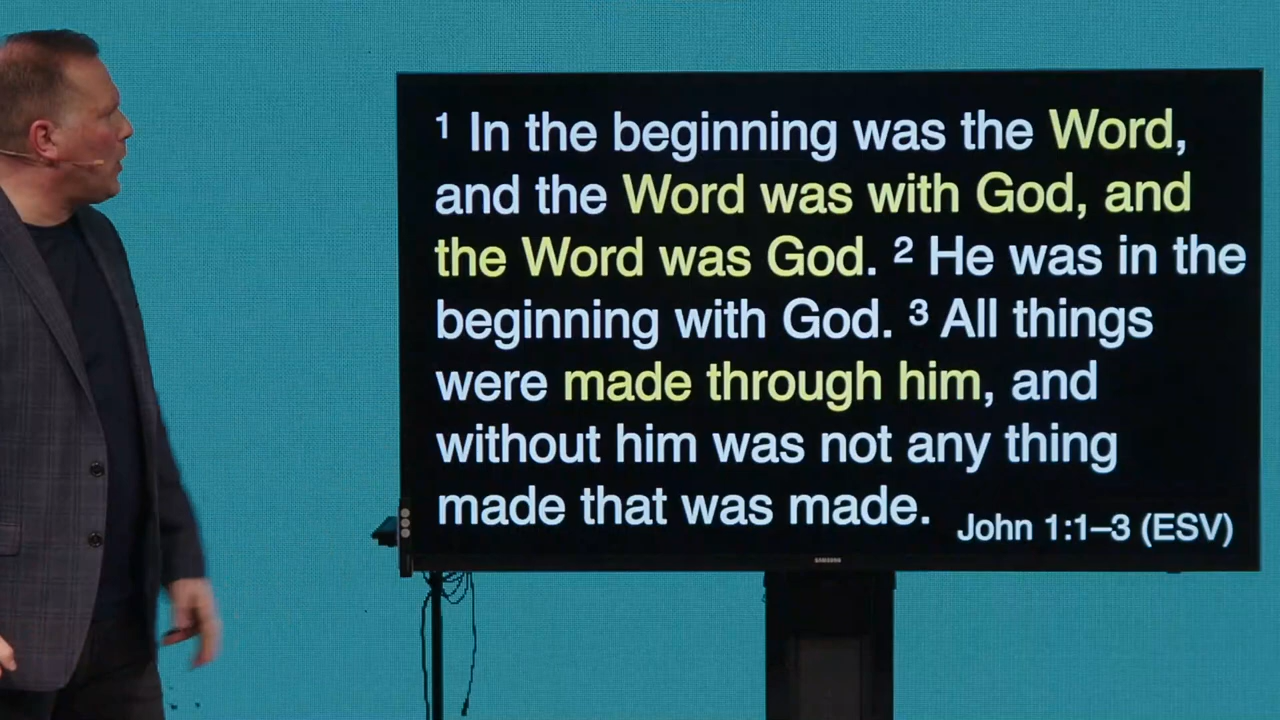 ¹ In the beginning was the Word,
and the Word was with God, and
the Word was God. ² He was in the
beginning with God. ³ All things
were made through him, and
without him was not any thing
made that was made.
John 1:1–3 (ESV)
SAMSUNG